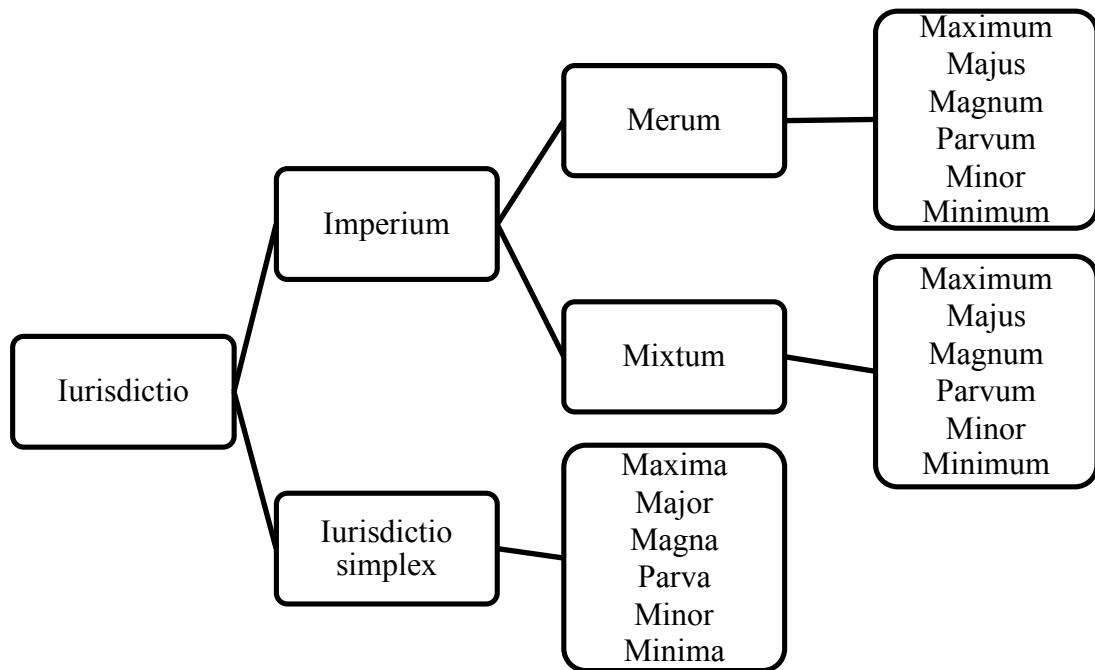 Iurisdictio
Imperium
Merum
Maximum
Majus
Magnum
Parvum
Minor
Minimum
Mixtum
Maximum
Majus
Magnum
Parvum
Minor
Minimum
Iurisdictio
simplex
Maxima
Major
Magna
Parva
Minor
Minima